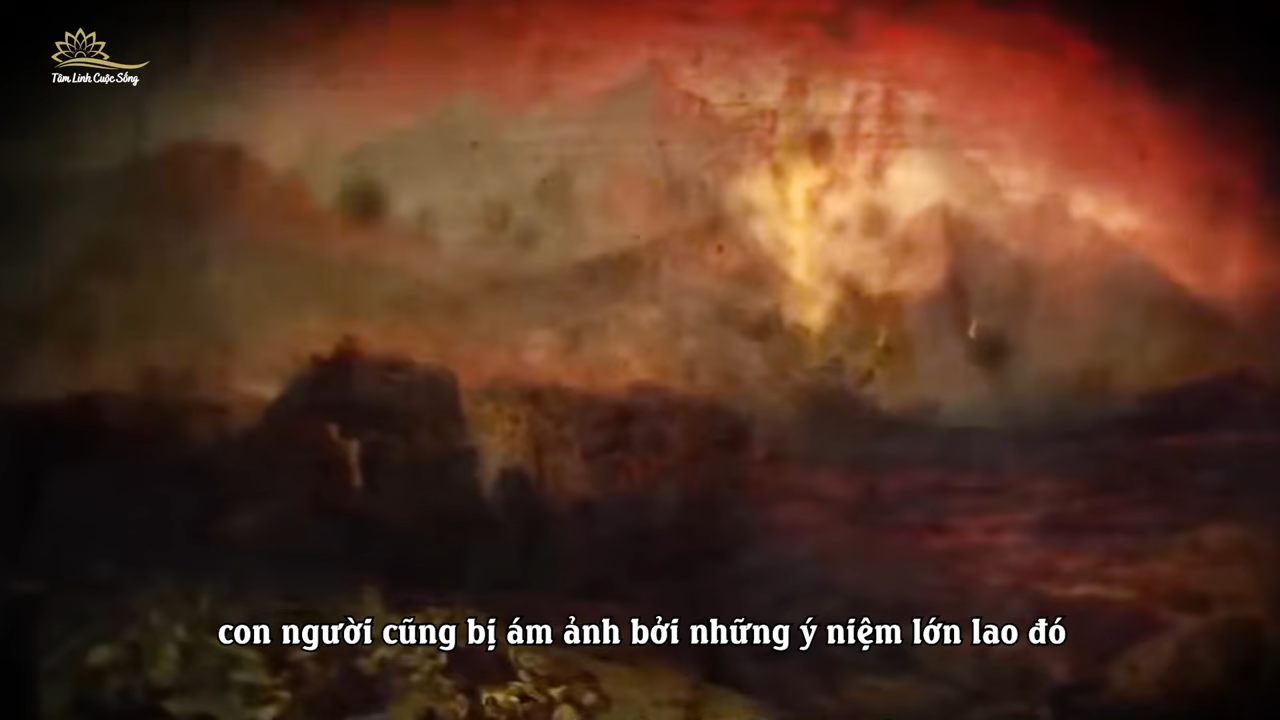 Tâm Linh Cuộc Sống
con người cũng bị ám ảnh bởi những ý niệm lớn lao đó